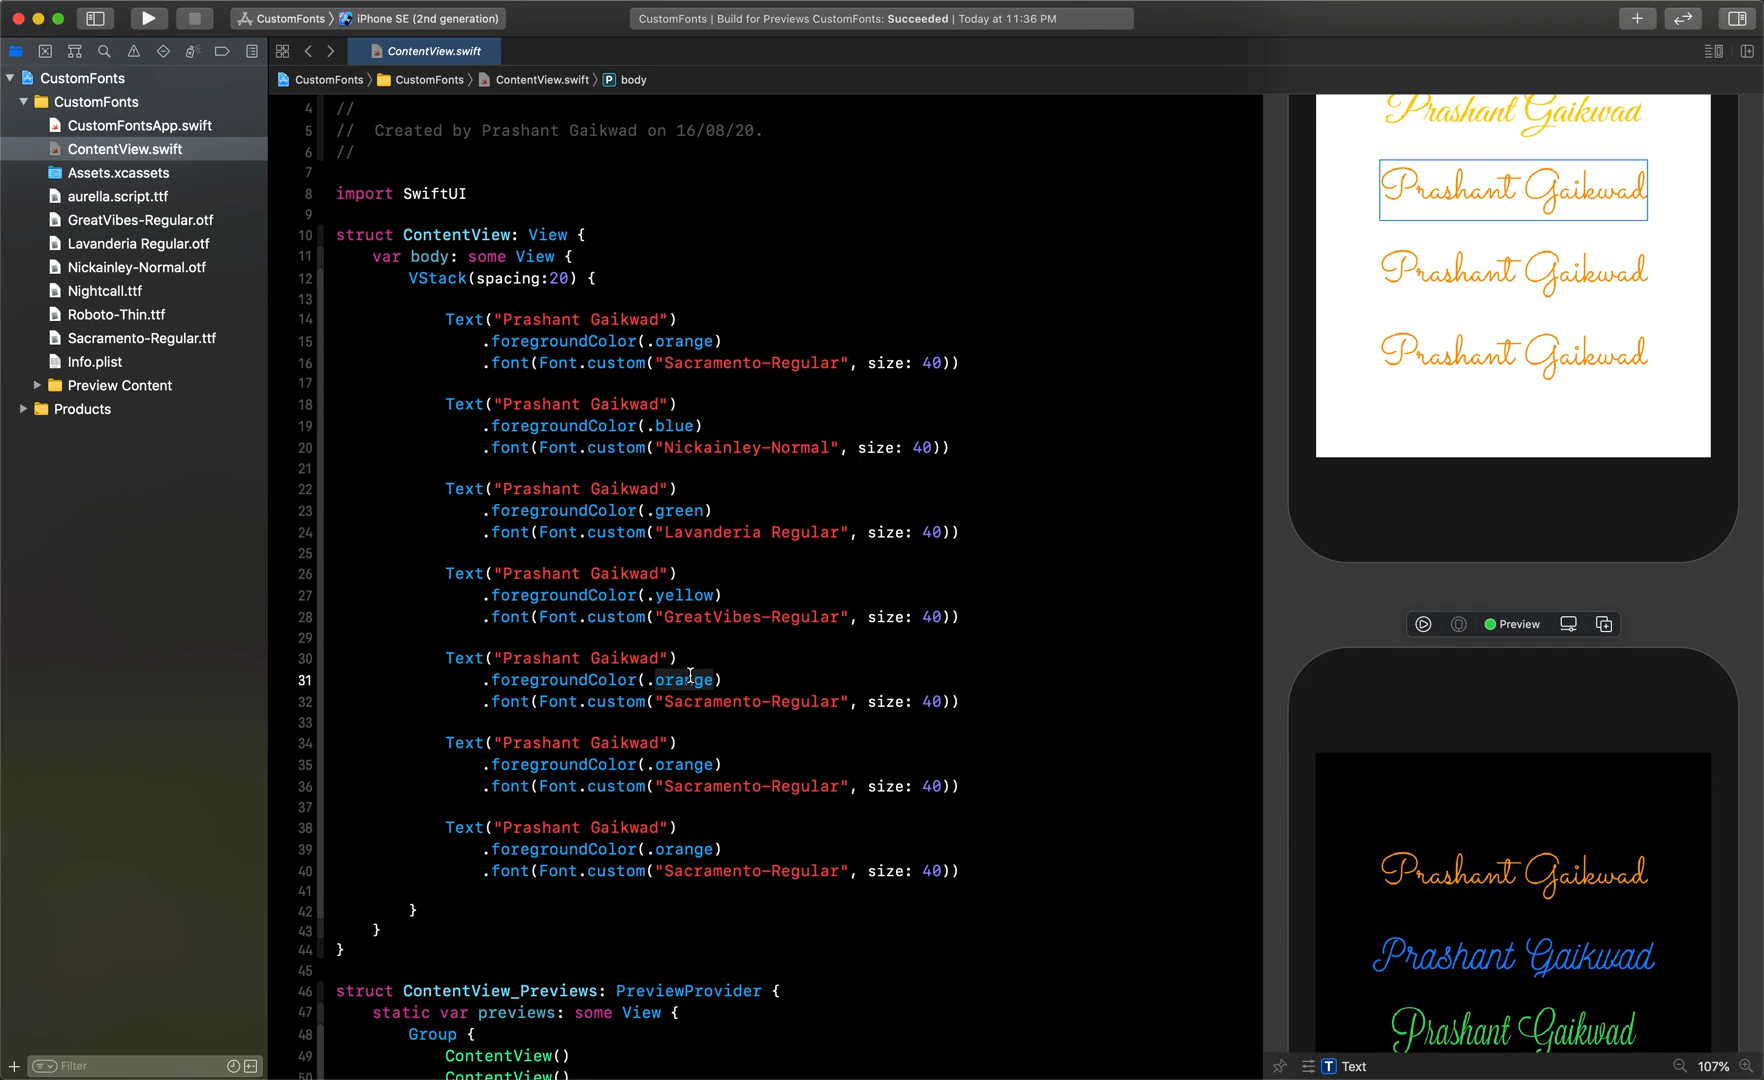 CustomFonts
iPhone SE (2nd generation)
CustomFonts | Build for Previews CustomFonts: Succeeded | Today at 11:36 PM
ContentView.swift
CustomFonts
CustomFonts
CustomFontsApp.swift
ContentView.swift
Assets.xcassets
aurella.script.ttf
GreatVibes-Regular.otf
Lavanderia Regular.otf
Nickainley-Normal.otf
Nightcall.ttf
Roboto-Thin.ttf
Sacramento-Regular.ttf
Info.plist
Preview Content
Products
Filter
CustomFonts
CustomFonts
ContentView.swift
P body
4 //
5 // Created by Prashant Gaikwad on 16/08/20.
6 //
7
8 import SwiftUI
9
10 struct ContentView: View {
11 var body: some View {
12 VStack(spacing:20) {
13
14 Text("Prashant Gaikwad")
15 .foregroundColor(.orange)
16 .font(Font.custom("Sacramento-Regular", size: 40))
17
18 Text("Prashant Gaikwad")
19 .foregroundColor(.blue)
20 .font(Font.custom("Nickainley-Normal", size: 40))
21
22 Text("Prashant Gaikwad")
23 .foregroundColor(.green)
24 .font(Font.custom("Lavanderia Regular", size: 40))
25
26 Text("Prashant Gaikwad")
27 .foregroundColor(.yellow)
28 .font(Font.custom("GreatVibes-Regular", size: 40))
29
30 Text("Prashant Gaikwad")
31 .foregroundColor(.orange)
32 .font(Font.custom("Sacramento-Regular", size: 40))
33
34 Text("Prashant Gaikwad")
35 .foregroundColor(.orange)
36 .font(Font.custom("Sacramento-Regular", size: 40))
37
38 Text("Prashant Gaikwad")
39 .foregroundColor(.orange)
40 .font(Font.custom("Sacramento-Regular", size: 40))
41
42 }
43 }
44 }
45
46 struct ContentView_Previews: PreviewProvider {
47 static var previews: some View {
48 Group {
49 ContentView()
50 ContentView()
Prashant Gaikwad
Prashant Gaikwad
Prashant Gaikwad
Prashant Gaikwad
Preview
Prashant Gaikwad
Prashant Gaikwad
Prashant Gaikwad
T Text
107%